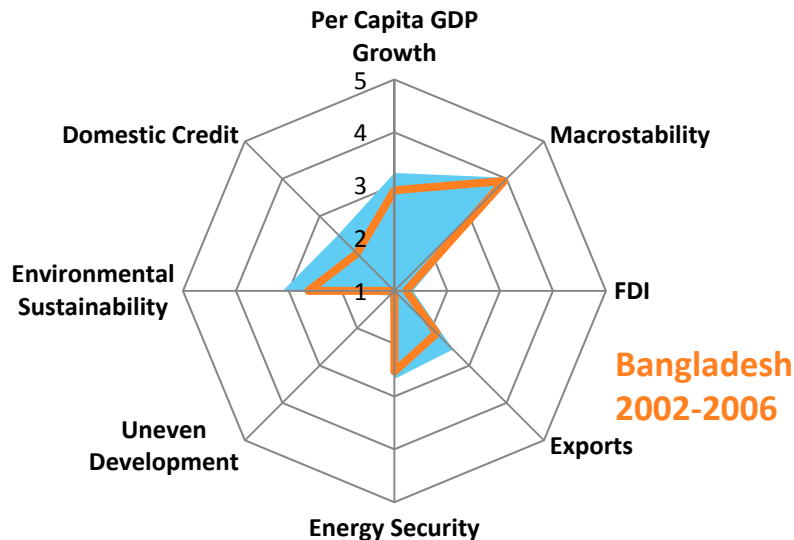 Per Capita GDP
Growth
5
Domestic Credit
Macrostability
4
3
2
Environmental
Sustainability
1
FDI
Bangladesh
2002-2006
Uneven
Development
Exports
Energy Security